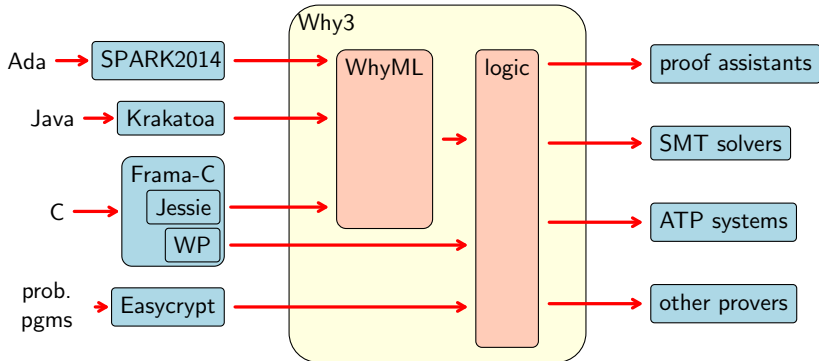 Why3
Ada
SPARK2014
WhyML
logic
proof assistants
Java
Krakatoa
SMT solvers
Frama-C
Jessie
C
WP
ATP systems
prob.
pgms
Easycrypt
other provers